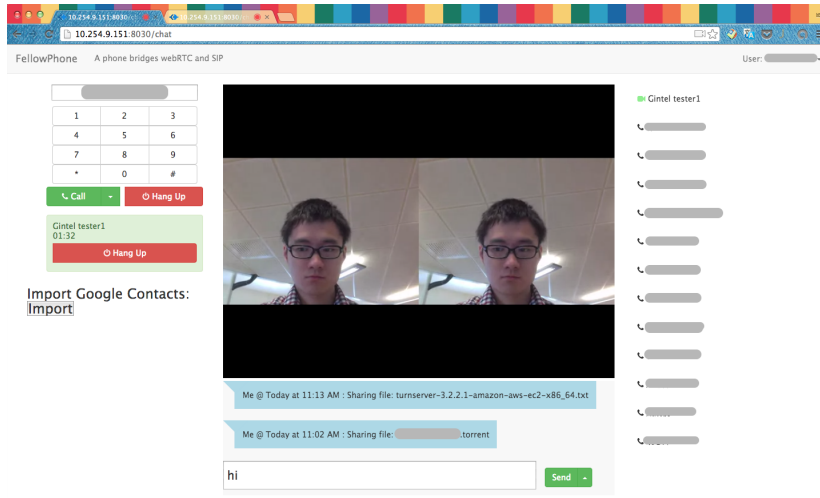 10.254.9.151:8030/ch
10.254.9.151:8030/
10.254.9.151:8030/chat
FellowPhone A phone bridges webRTC and SIP
User:
1 2 3
4 5 6
7 8 9
* 0 #
Call
Hang Up
Gintel tester1
01:32
Hang Up
Import Google Contacts:
Import
Me @ Today at 11:13 AM : Sharing file: turnserver-3.2.2.1-amazon-aws-ec2-x86_64.txt
Me @ Today at 11:02 AM : Sharing file: .torrent
hi
Send
Gintel tester1